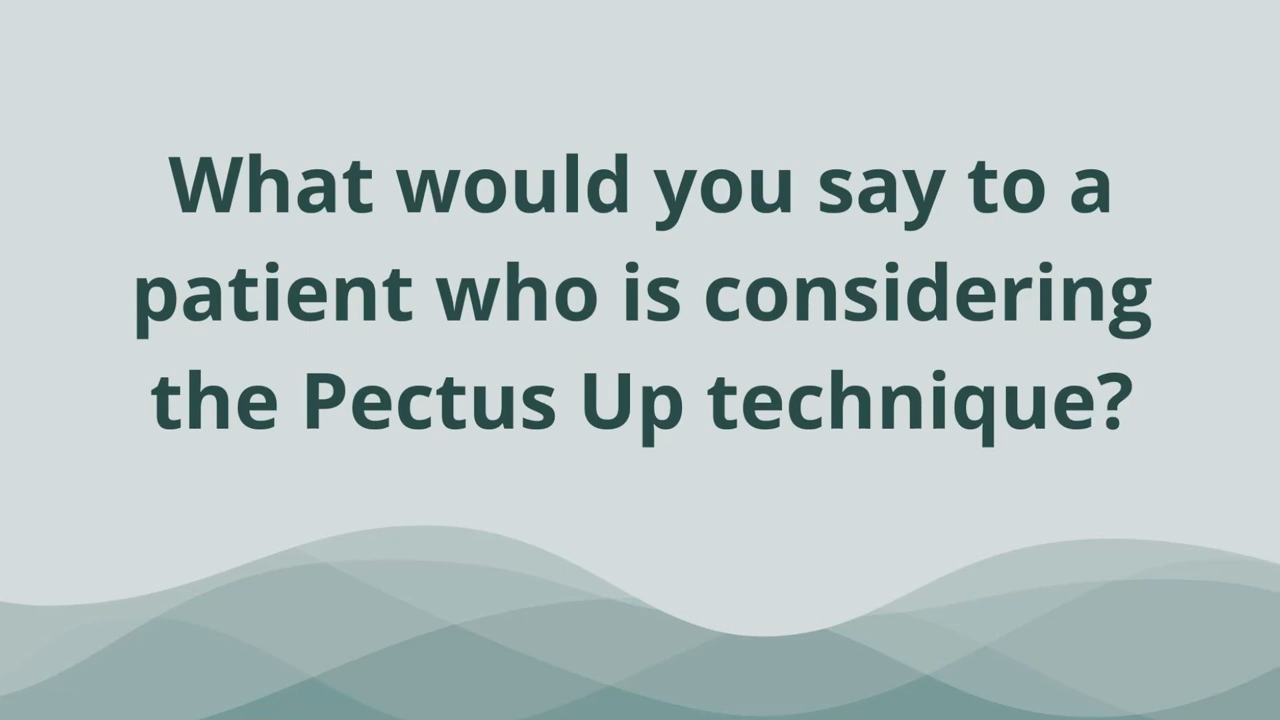 What would you say to a
patient who is considering
the Pectus Up technique?